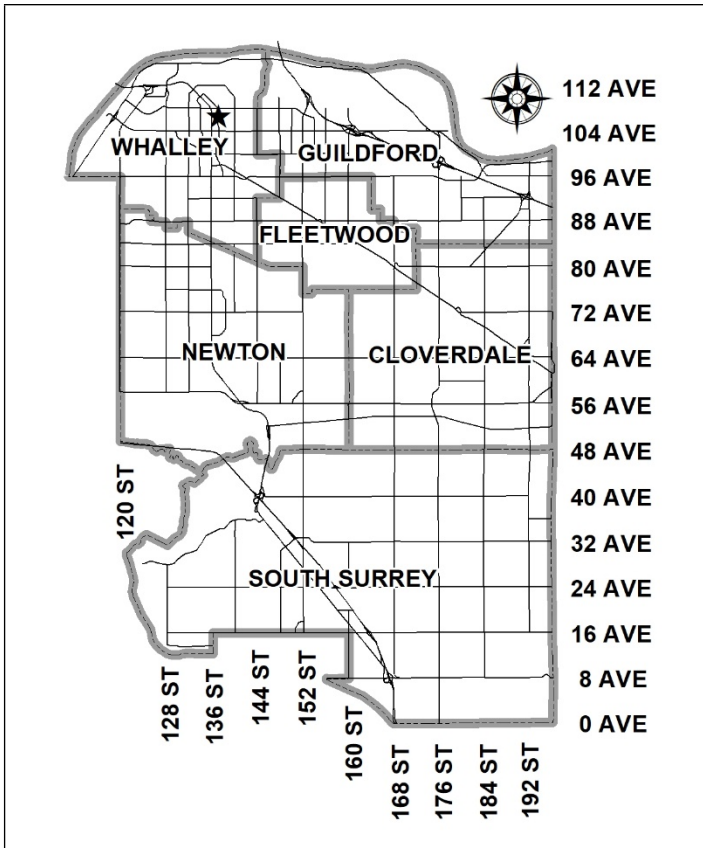 112 AVE
104 AVE
WHALLEY
GUILDFORD
96 AVE
88 AVE
FLEETWOOD
80 AVE
72 AVE
NEWTON
CLOVERDALE
64 AVE
56 AVE
48 AVE
120 ST
40 AVE
32 AVE
SOUTH SURREY
24 AVE
16 AVE
8 AVE
0 AVE
128 ST
136 ST
144 ST
152 ST
160 ST
168 ST
176 ST
184 ST
192 ST